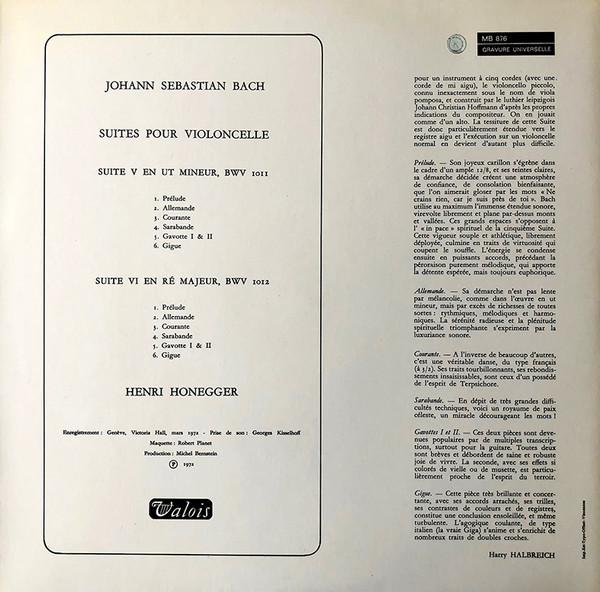 MB 876
GRAVURE UNIVERSELLE
JOHANN SEBASTIAN BACH
SUITES POUR VIOLONCELLE
SUITE V EN UT MINEUR, BWV 1011
1. Prélude
2. Allemande
3. Courante
4. Sarabande
5. Gavotte I & II
6. Gigue
SUITE VI EN RÉ MAJEUR, BWV 1012
1. Prélude
2. Allemande
3. Courante
4. Sarabande
5. Gavotte I & II
6. Gigue
HENRI HONEGGER
Enregistrement : Genève, Victoria Hall, mars 1972 - Prise de son : Georges Kisselhoff
Maquette : Robert Planet
Production : Michel Bernstein
Ⓟ 1972
Valois
pour un instrument à cinq cordes (avec une
corde de mi aigu), le violoncello piccolo,
connu inexactement sous le nom de viola
pomposa, et construit par le luthier leipzigois
Johann Christian Hoffmann d'après les propres
indications du compositeur. On en jouait
comme d'un alto. La tessiture de cette Suite
est donc particulièrement étendue vers le
registre aigu et l'exécution sur un violoncelle
normal en devient d'autant plus difficile.
Prélude. — Son joyeux carillon s'égrène dans
le cadre d'un ample 12/8, et ses teintes claires,
sa démarche décidée créent une atmosphère
de confiance, de consolation bienfaisante,
que l'on aimerait gloser par les mots « Ne
crains rien, car je suis près de toi ». Bach
utilise au maximum l'immense étendue sonore,
virevolte librement et plane par-dessus monts
et vallées. Ces grands espaces s'opposent à
l' « in pace » spirituel de la cinquième Suite.
Cette vigueur souple et athlétique, librement
déployée, culmine en traits de virtuosité qui
coupent le souffle. L'énergie se condense
ensuite en puissants accords, précédant la
péroraison purement mélodique, qui apporte
la détente espérée, mais toujours euphorique.
Allemande. — Sa démarche n'est pas lente
par mélancolie, comme dans l'œuvre en ut
mineur, mais par excès de richesses de toutes
sortes : rythmiques, mélodiques et harmo-
niques. La sérénité radieuse et la plénitude
spirituelle triomphante s'expriment par la
luxuriance sonore.
Courante. — A l'inverse de beaucoup d'autres,
c'est une véritable danse, du type français
(à 3/2). Ses traits tourbillonnants, ses rebondis-
sements insaisissables, sont ceux d'un possédé
de l'esprit de Terpsichore.
Sarabande. — En dépit de très grandes diffi-
cultés techniques, voici un royaume de paix
céleste, un miracle décourageant les mots !
Gavottes I et II. — Ces deux pièces sont deve-
nues populaires par de multiples transcrip-
tions, surtout pour la guitare. Toutes deux
sont brèves et débordent de saine et robuste
joie de vivre. La seconde, avec ses effets si
colorés de vielle ou de musette, est particu-
lièrement proche de l'esprit du terroir.
Gigue. — Cette pièce très brillante et concer-
tante, avec ses accords arrachés, ses trilles,
ses contrastes de couleurs et de registres,
constitue une conclusion ensoleillée, et même
turbulente. L'agogique coulante, de type
italien (la vraie Giga) s'anime et s'enrichit de
nombreux traits de doubles croches.
Harry HALBREICH